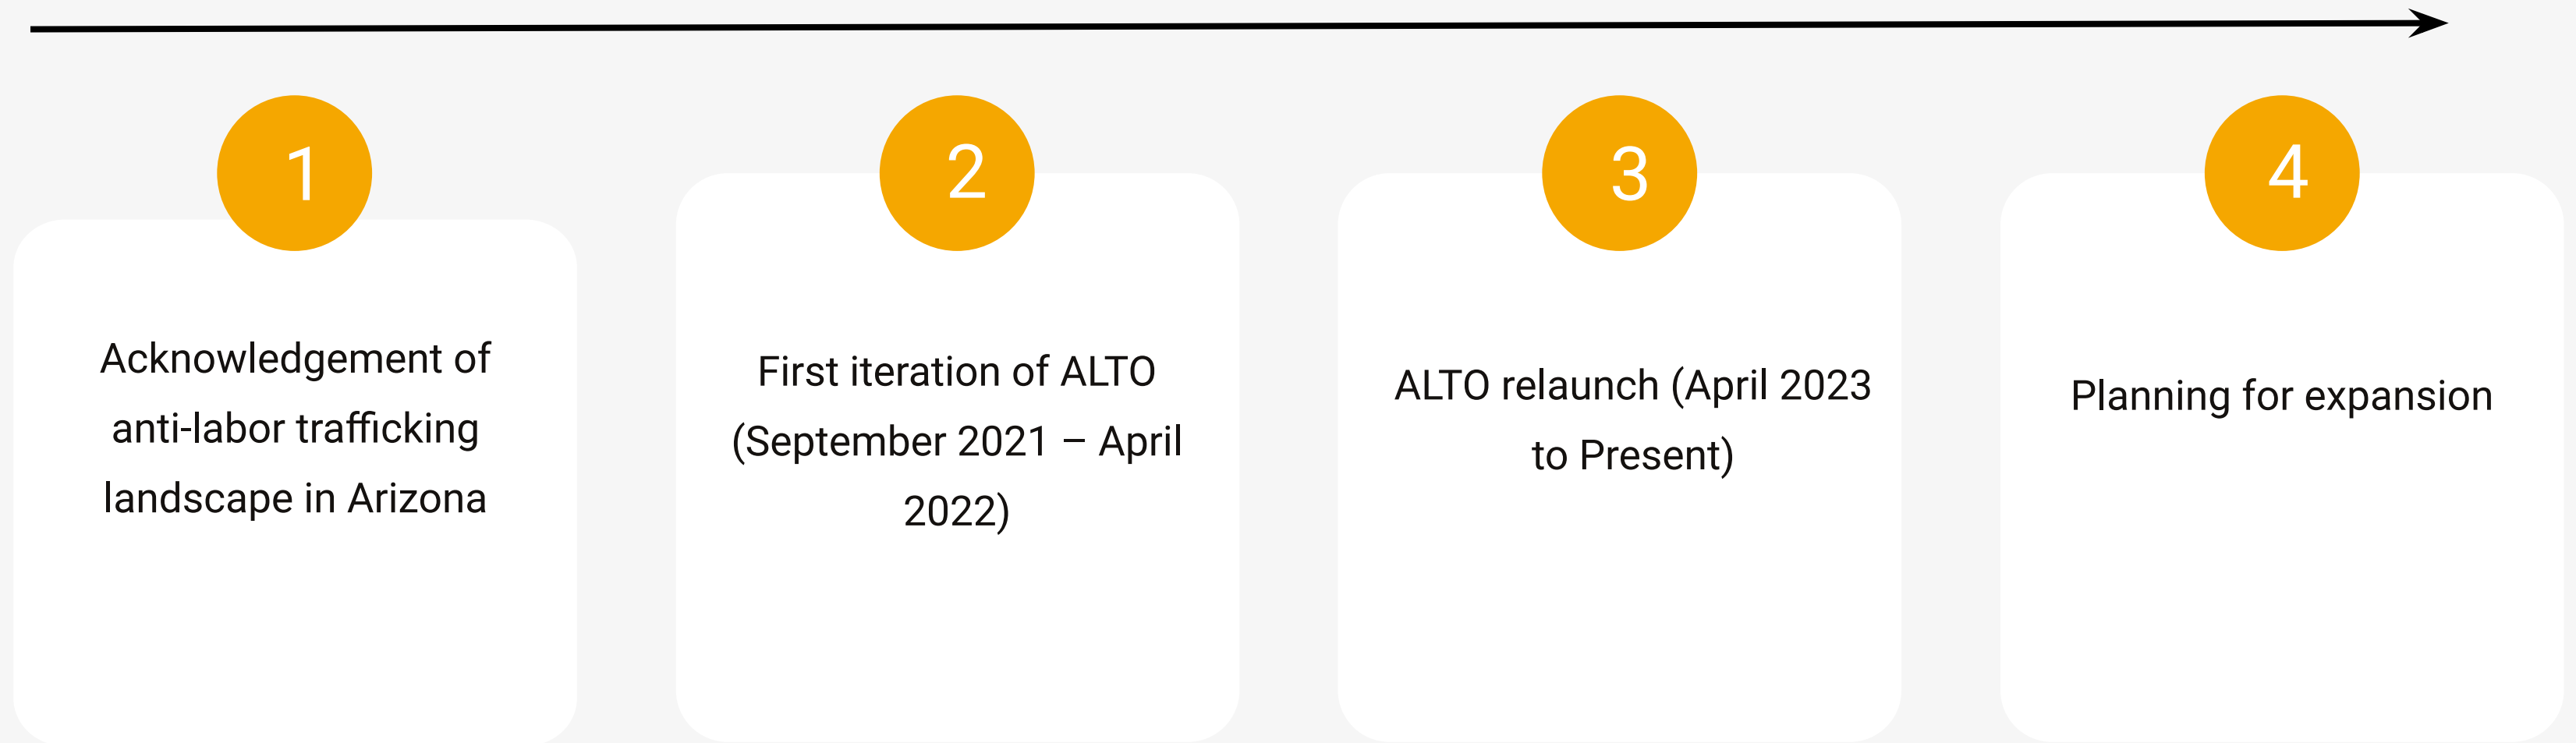 1
Acknowledgement of
anti-labor trafficking
landscape in Arizona
2
First iteration of ALTO
(September 2021 – April
2022)
3
ALTO relaunch (April 2023
to Present)
4
Planning for expansion